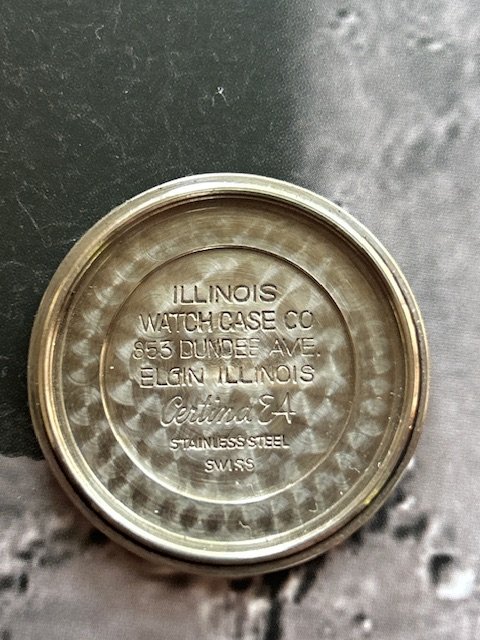 ILLINOIS
WATCH CASE CO
853 DUNDEE AVE.
ELGIN ILLINOIS
Certina EA
STAINLESS STEEL
SWISS